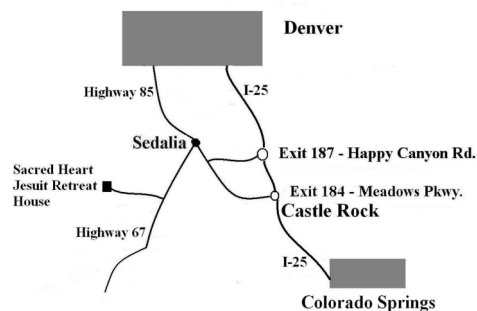 Denver
Highway 85
I-25
Sedalia
Exit 187 - Happy Canyon Rd.
Sacred Heart
Jesuit Retreat
House
Exit 184 - Meadows Pkwy.
Castle Rock
Highway 67
I-25
Colorado Springs